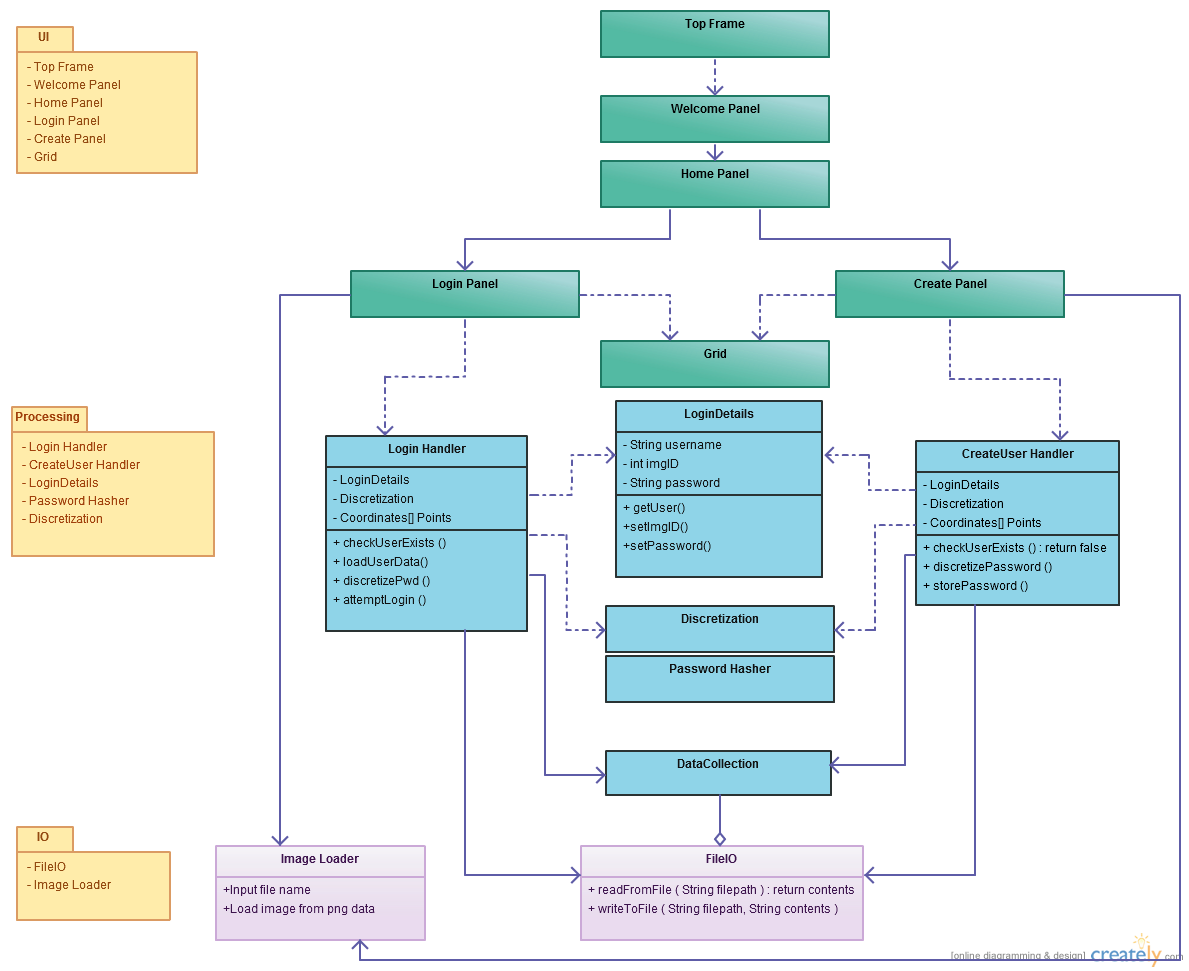 UI
- Top Frame
- Welcome Panel
- Home Panel
- Login Panel
- Create Panel
- Grid
Top Frame
Welcome Panel
Home Panel
Login Panel
Create Panel
Grid
Processing
- Login Handler
- CreateUser Handler
- LoginDetails
- Password Hasher
- Discretization
Login Handler
- LoginDetails
- Discretization
- Coordinates[] Points
+ checkUserExists ()
+ loadUserData()
+ discretizePwd ()
+ attemptLogin ()
LoginDetails
- String username
- int imgID
- String password
+ getUser()
+setImgID()
+setPassword()
CreateUser Handler
- LoginDetails
- Discretization
- Coordinates[] Points
+ checkUserExists () : return false
+ discretizePassword ()
+ storePassword ()
Discretization
Password Hasher
DataCollection
IO
- FileIO
- Image Loader
Image Loader
+Input file name
+Load image from png data
FileIO
+ readFromFile ( String filepath ) : return contents
+ writeToFile ( String filepath, String contents )
[online diagramming & design] creately.com